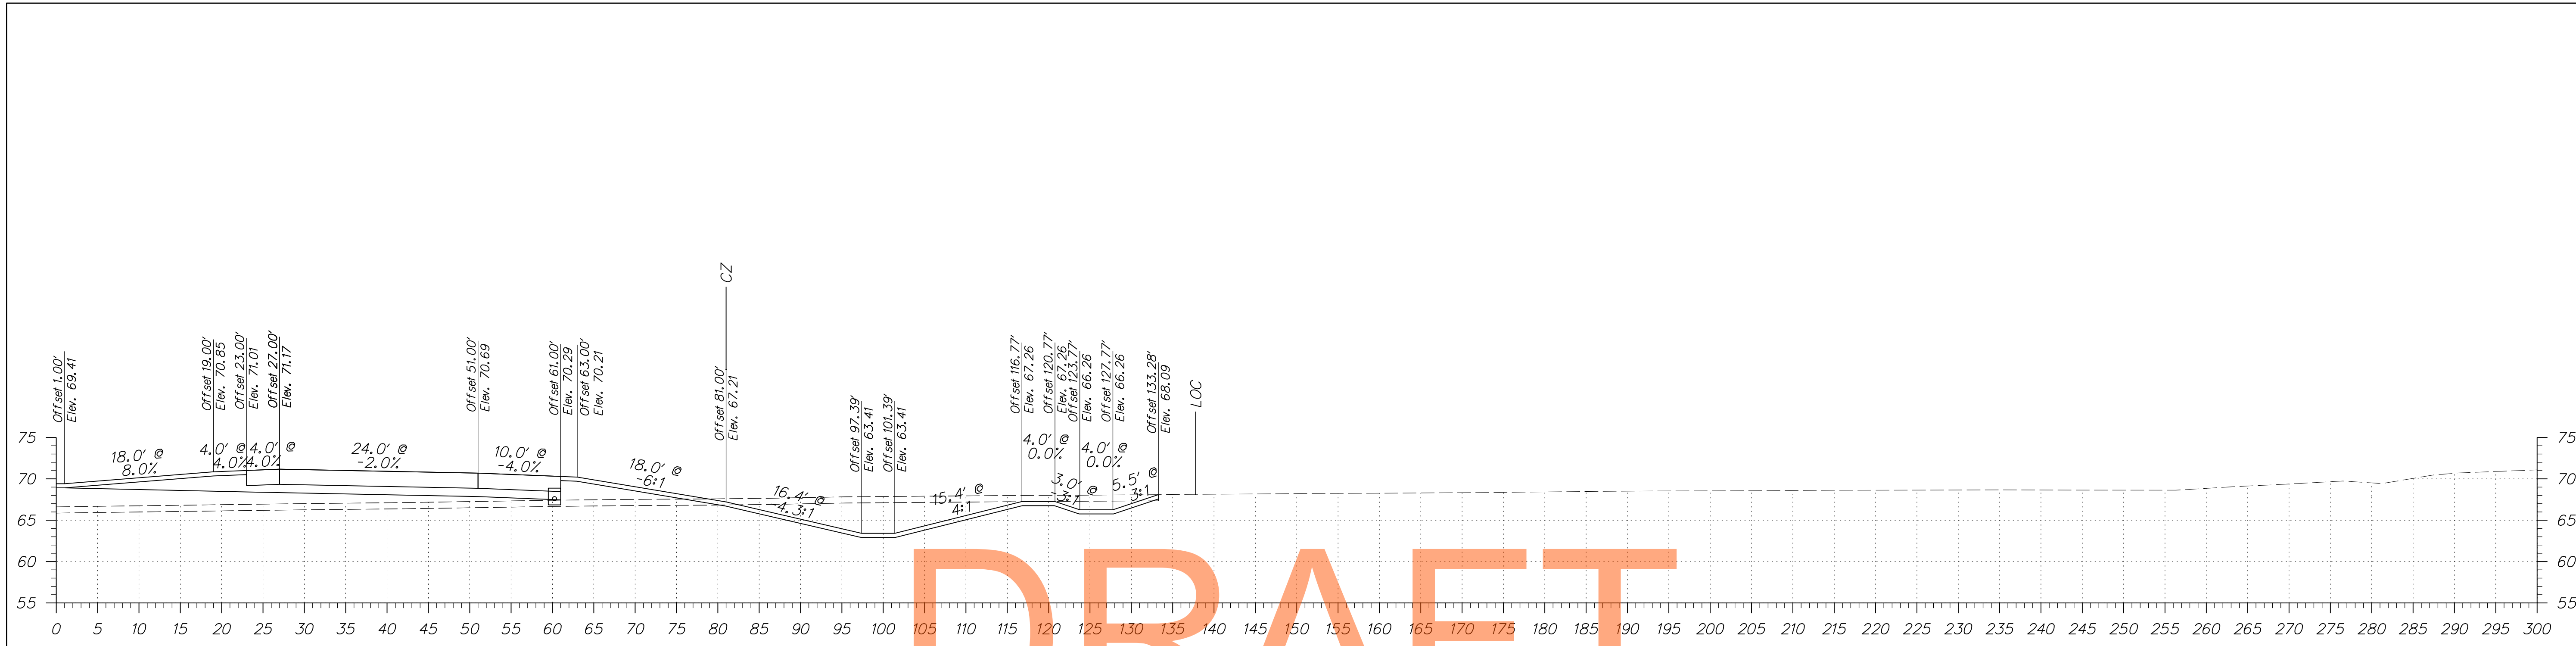 CZ
LOC
Offset 1.00'
Elev. 69.41
Offset 19.00'
Elev. 70.85
Offset 23.00'
Elev. 71.01
Offset 27.00'
Elev. 71.17
Offset 51.00'
Elev. 70.69
Offset 61.00'
Elev. 70.29
Offset 63.00'
Elev. 70.21
Offset 81.00'
Elev. 67.21
Offset 97.39'
Elev. 63.41
Offset 101.39'
Elev. 63.41
Offset 116.77'
Elev. 67.26
Offset 120.77'
Elev. 67.26
Offset 123.77'
Elev. 66.26
Offset 127.77'
Elev. 66.26
Offset 133.28'
Elev. 68.09
18.0' @
8.0%
4.0' @
4.0%
4.0' @
4.0%
24.0' @
-2.0%
10.0' @
-4.0%
18.0' @
-6:1
16.4' @
-4.3:1
15.4' @
4:1
4.0' @
0.0%
3.0' @
-3:1
4.0' @
0.0%
5.5' @
3:1
75
70
65
60
55
75
70
65
60
55
0 5 10 15 20 25 30 35 40 45 50 55 60 65 70 75 80 85 90 95 100 105 110 115 120 125 130 135 140 145 150 155 160 165 170 175 180 185 190 195 200 205 210 215 220 225 230 235 240 245 250 255 260 265 270 275 280 285 290 295 300
DRAFT